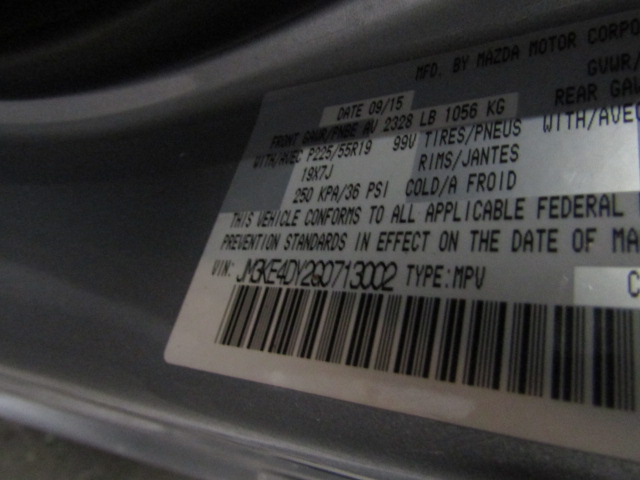 MFD. BY MAZDA MOTOR CORPO
DATE 09/15 GVWR/
FRONT GAWR/PNBE AV 2328 LB 1056 KG REAR GAW
WITH/AVEC P225/55R19 99V TIRES/PNEUS WITH/AVEC
19X7J RIMS/JANTES
250 KPA/36 PSI COLD/A FROID
THIS VEHICLE CONFORMS TO ALL APPLICABLE FEDERAL
PREVENTION STANDARDS IN EFFECT ON THE DATE OF MA
VIN: JM3KE4DY2G0713002 TYPE:MPV C